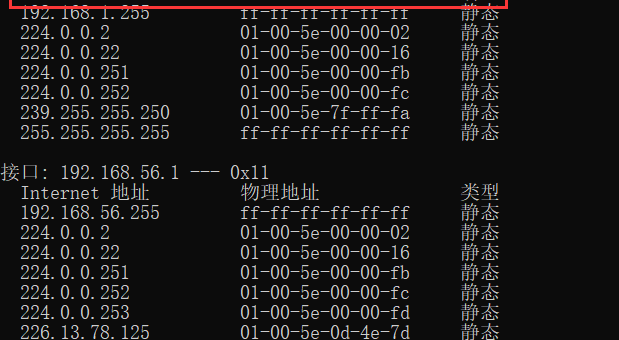 192.168.1.255 ff-ff-ff-ff-ff-ff 静态
224.0.0.2 01-00-5e-00-00-02 静态
224.0.0.22 01-00-5e-00-00-16 静态
224.0.0.251 01-00-5e-00-00-fb 静态
224.0.0.252 01-00-5e-00-00-fc 静态
239.255.255.250 01-00-5e-7f-ff-fa 静态
255.255.255.255 ff-ff-ff-ff-ff-ff 静态
接口: 192.168.56.1 --- 0x11
Internet 地址 物理地址 类型
192.168.56.255 ff-ff-ff-ff-ff-ff 静态
224.0.0.2 01-00-5e-00-00-02 静态
224.0.0.22 01-00-5e-00-00-16 静态
224.0.0.251 01-00-5e-00-00-fb 静态
224.0.0.252 01-00-5e-00-00-fc 静态
224.0.0.253 01-00-5e-00-00-fd 静态
226.13.78.125 01-00-5e-0d-4e-7d 静态